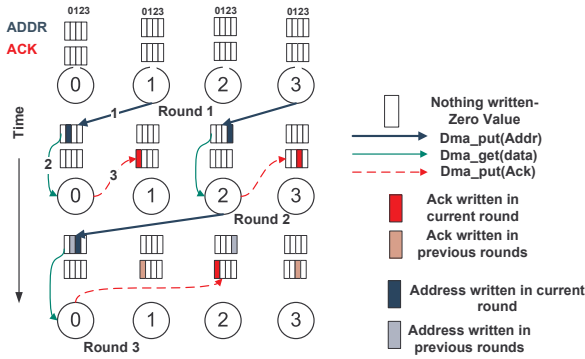 0123 0123 0123 0123
ADDR
ACK
0 1 2 3
Time
1
Round 1
2
3
0 1 2 3
Round 2
0 1 2 3
Round 3
Nothing written-
Zero Value
Dma_put(Addr)
Dma_get(data)
Dma_put(Ack)
Ack written in
current round
Ack written in
previous rounds
Address written in current
round
Address written in
previous rounds